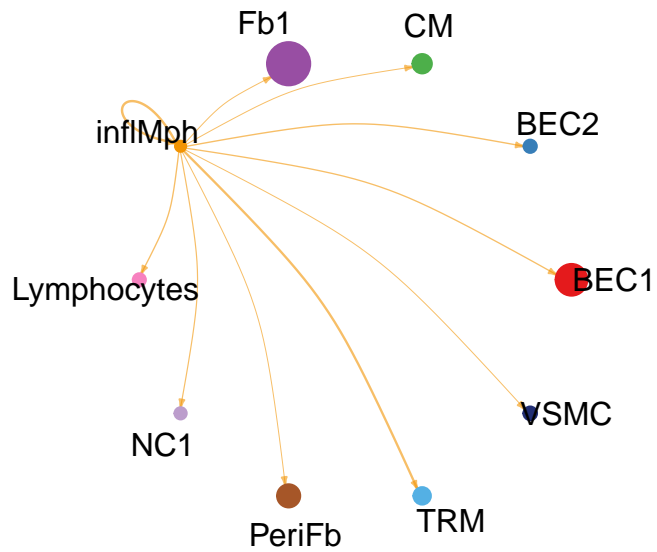 Fb1
CM
inflMph
BEC2
Lymphocytes
BEC1
VSMC
NC1
TRM
PeriFb